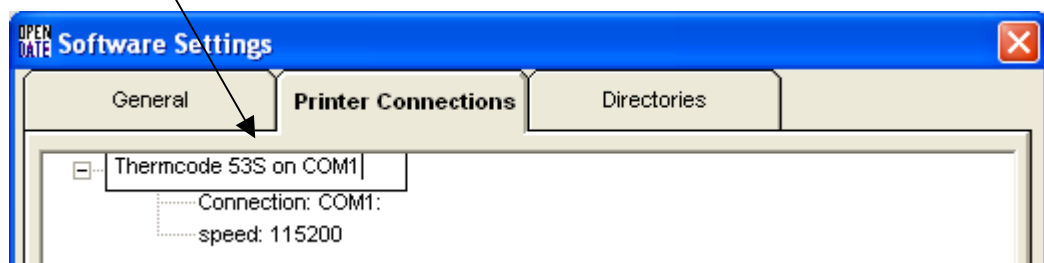 OPEN DATE Software Settings
General Printer Connections Directories
Thermcode 53S on COM1
Connection: COM1:
speed: 115200